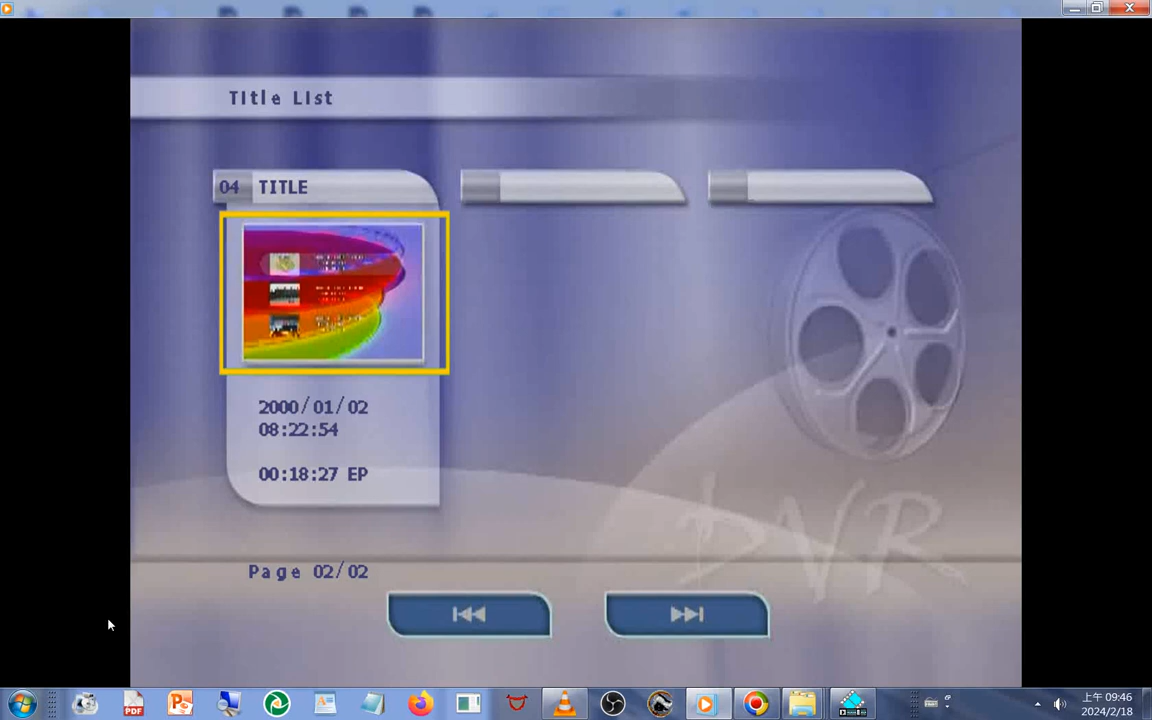 Title List
04 TITLE
2000/01/02
08:22:54
00:18:27 EP
DVR
Page 02/02
PDF
上午 09:46
2024/2/18